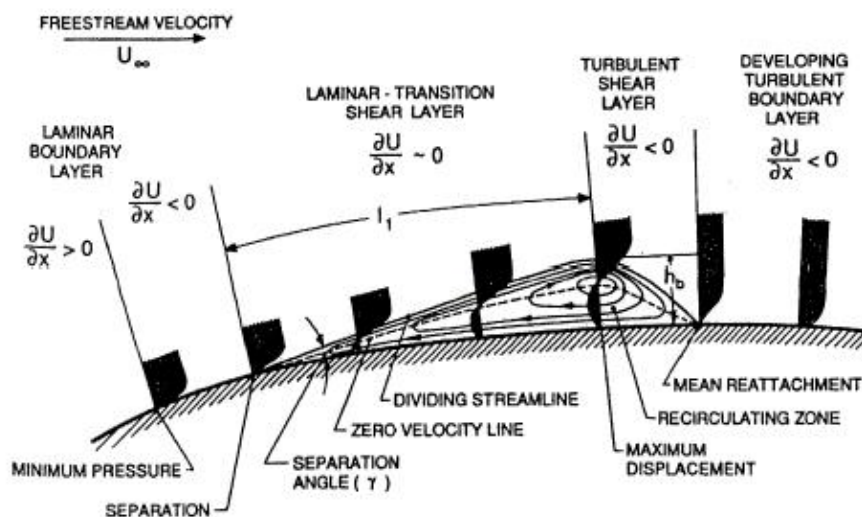 FREESTREAM VELOCITY
U∞
LAMINAR
BOUNDARY
LAYER
∂U/∂x > 0
∂U/∂x < 0
LAMINAR - TRANSITION
SHEAR LAYER
∂U/∂x ~ 0
l₁
TURBULENT
SHEAR
LAYER
∂U/∂x < 0
DEVELOPING
TURBULENT
BOUNDARY
LAYER
∂U/∂x < 0
h_b
MINIMUM PRESSURE
SEPARATION
SEPARATION
ANGLE ( γ )
ZERO VELOCITY LINE
DIVIDING STREAMLINE
MEAN REATTACHMENT
RECIRCULATING ZONE
MAXIMUM
DISPLACEMENT